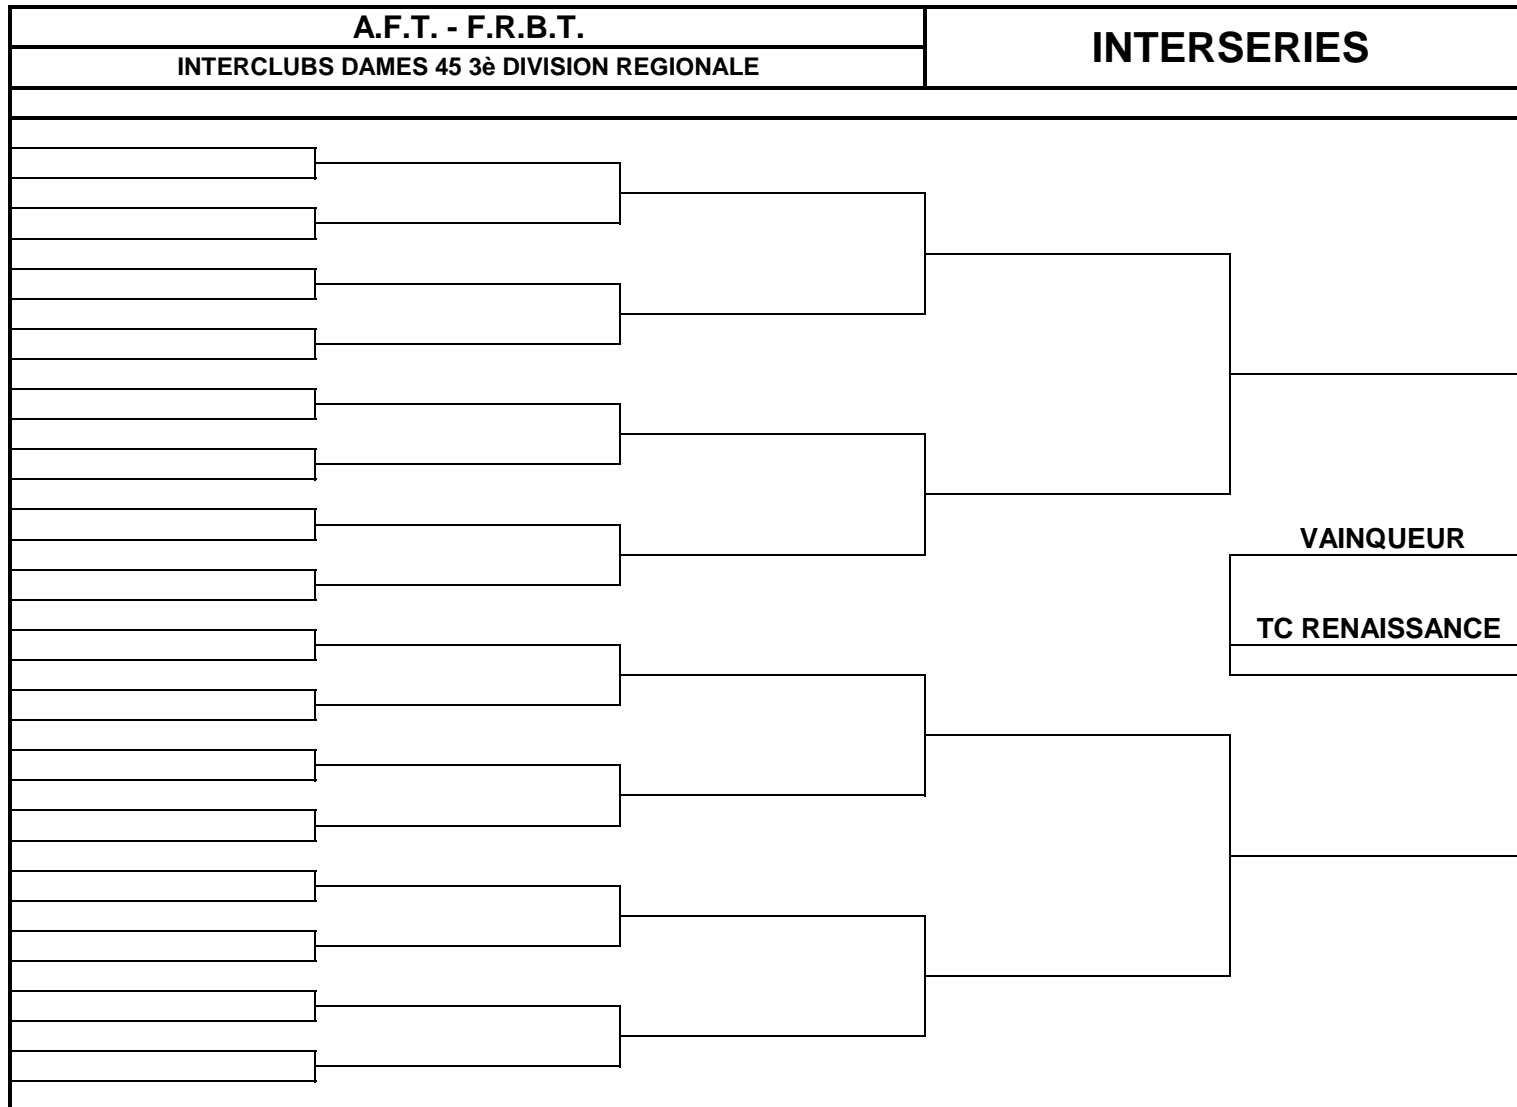 A.F.T. - F.R.B.T.
INTERSERIES
INTERCLUBS DAMES 45 3è DIVISION REGIONALE
VAINQUEUR
TC RENAISSANCE